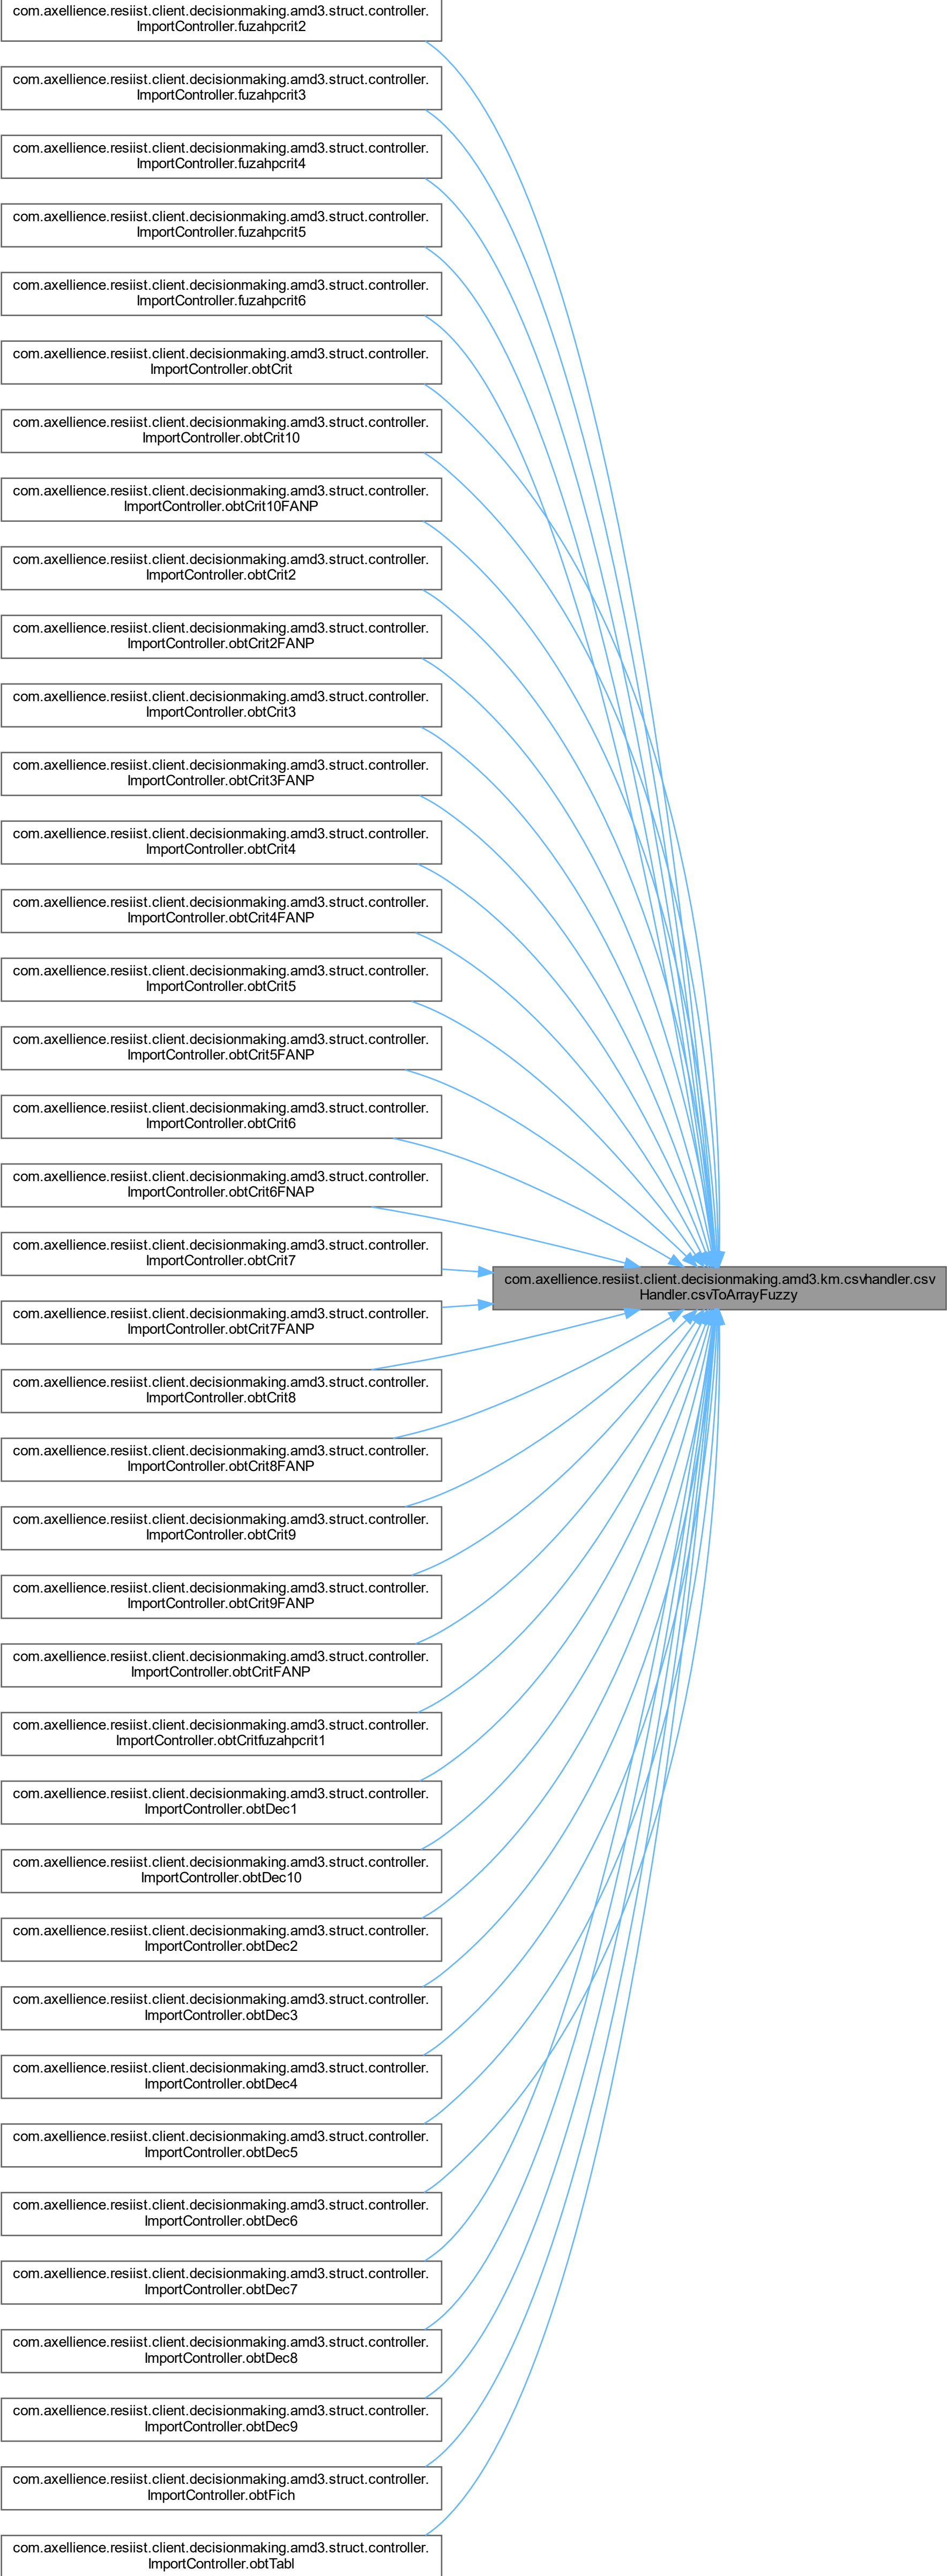 com.axellience.resiist.client.decisionmaking.amd3.struct.controller.
ImportController.fuzahpcrit2
com.axellience.resiist.client.decisionmaking.amd3.struct.controller.
ImportController.fuzahpcrit3
com.axellience.resiist.client.decisionmaking.amd3.struct.controller.
ImportController.fuzahpcrit4
com.axellience.resiist.client.decisionmaking.amd3.struct.controller.
ImportController.fuzahpcrit5
com.axellience.resiist.client.decisionmaking.amd3.struct.controller.
ImportController.fuzahpcrit6
com.axellience.resiist.client.decisionmaking.amd3.struct.controller.
ImportController.obtCrit
com.axellience.resiist.client.decisionmaking.amd3.struct.controller.
ImportController.obtCrit10
com.axellience.resiist.client.decisionmaking.amd3.struct.controller.
ImportController.obtCrit10FANP
com.axellience.resiist.client.decisionmaking.amd3.struct.controller.
ImportController.obtCrit2
com.axellience.resiist.client.decisionmaking.amd3.struct.controller.
ImportController.obtCrit2FANP
com.axellience.resiist.client.decisionmaking.amd3.struct.controller.
ImportController.obtCrit3
com.axellience.resiist.client.decisionmaking.amd3.struct.controller.
ImportController.obtCrit3FANP
com.axellience.resiist.client.decisionmaking.amd3.struct.controller.
ImportController.obtCrit4
com.axellience.resiist.client.decisionmaking.amd3.struct.controller.
ImportController.obtCrit4FANP
com.axellience.resiist.client.decisionmaking.amd3.struct.controller.
ImportController.obtCrit5
com.axellience.resiist.client.decisionmaking.amd3.struct.controller.
ImportController.obtCrit5FANP
com.axellience.resiist.client.decisionmaking.amd3.struct.controller.
ImportController.obtCrit6
com.axellience.resiist.client.decisionmaking.amd3.struct.controller.
ImportController.obtCrit6FNAP
com.axellience.resiist.client.decisionmaking.amd3.struct.controller.
ImportController.obtCrit7
com.axellience.resiist.client.decisionmaking.amd3.km.csvhandler.csv
Handler.csvToArrayFuzzy
com.axellience.resiist.client.decisionmaking.amd3.struct.controller.
ImportController.obtCrit7FANP
com.axellience.resiist.client.decisionmaking.amd3.struct.controller.
ImportController.obtCrit8
com.axellience.resiist.client.decisionmaking.amd3.struct.controller.
ImportController.obtCrit8FANP
com.axellience.resiist.client.decisionmaking.amd3.struct.controller.
ImportController.obtCrit9
com.axellience.resiist.client.decisionmaking.amd3.struct.controller.
ImportController.obtCrit9FANP
com.axellience.resiist.client.decisionmaking.amd3.struct.controller.
ImportController.obtCritFANP
com.axellience.resiist.client.decisionmaking.amd3.struct.controller.
ImportController.obtCritfuzahpcrit1
com.axellience.resiist.client.decisionmaking.amd3.struct.controller.
ImportController.obtDec1
com.axellience.resiist.client.decisionmaking.amd3.struct.controller.
ImportController.obtDec10
com.axellience.resiist.client.decisionmaking.amd3.struct.controller.
ImportController.obtDec2
com.axellience.resiist.client.decisionmaking.amd3.struct.controller.
ImportController.obtDec3
com.axellience.resiist.client.decisionmaking.amd3.struct.controller.
ImportController.obtDec4
com.axellience.resiist.client.decisionmaking.amd3.struct.controller.
ImportController.obtDec5
com.axellience.resiist.client.decisionmaking.amd3.struct.controller.
ImportController.obtDec6
com.axellience.resiist.client.decisionmaking.amd3.struct.controller.
ImportController.obtDec7
com.axellience.resiist.client.decisionmaking.amd3.struct.controller.
ImportController.obtDec8
com.axellience.resiist.client.decisionmaking.amd3.struct.controller.
ImportController.obtDec9
com.axellience.resiist.client.decisionmaking.amd3.struct.controller.
ImportController.obtFich
com.axellience.resiist.client.decisionmaking.amd3.struct.controller.
ImportController.obtTabl